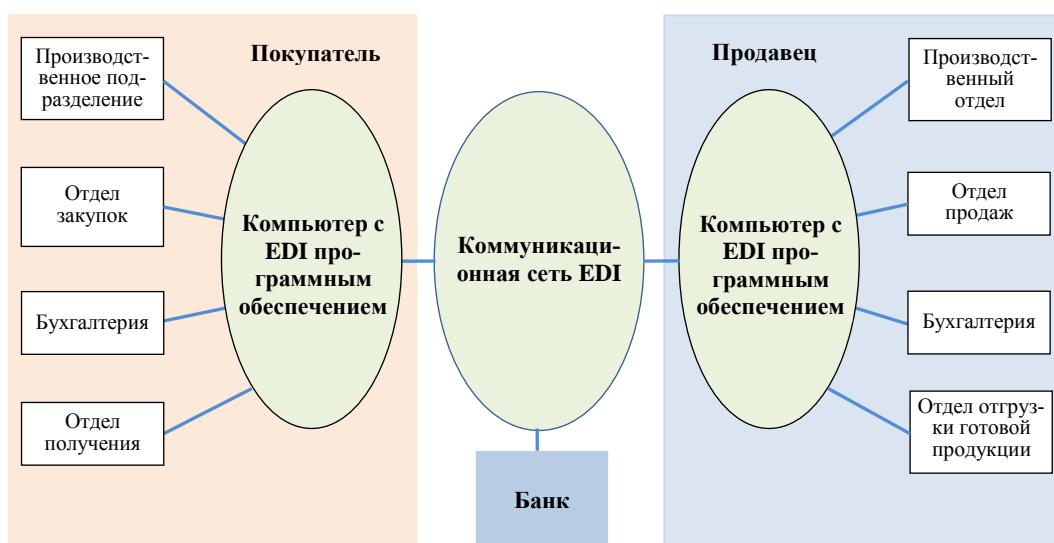 Покупатель
Производст-
венное под-
разделение
Отдел
закупок
Бухгалтерия
Отдел
получения
Компьютер с
EDI про-
граммным
обеспечением
Коммуникаци-
онная сеть EDI
Банк
Продавец
Компьютер с
EDI про-
граммным
обеспечением
Производст-
венный
отдел
Отдел
продаж
Бухгалтерия
Отдел отгруз-
ки готовой
продукции